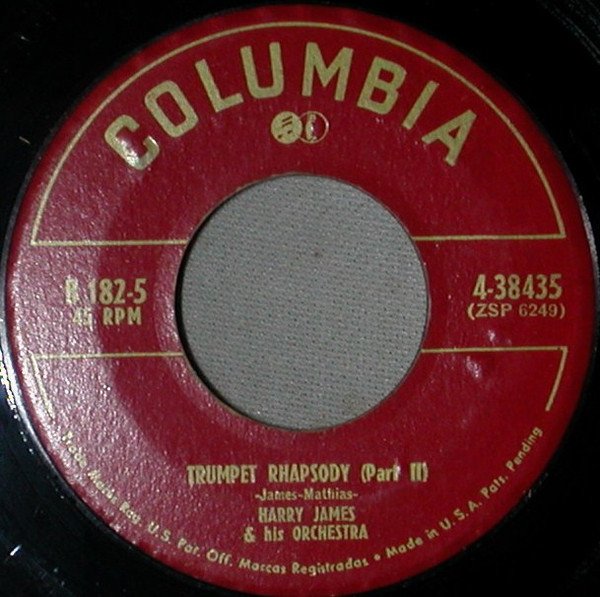 COLUMBIA
B 182-5
45 RPM
4-38435
(ZSP 6249)
TRUMPET RHAPSODY (Part II)
-James-Mathias-
HARRY JAMES
& his ORCHESTRA
Trade Marks Reg. U.S. Pat. Off. Marcas Registradas • Made in U.S.A. Pats. Pending